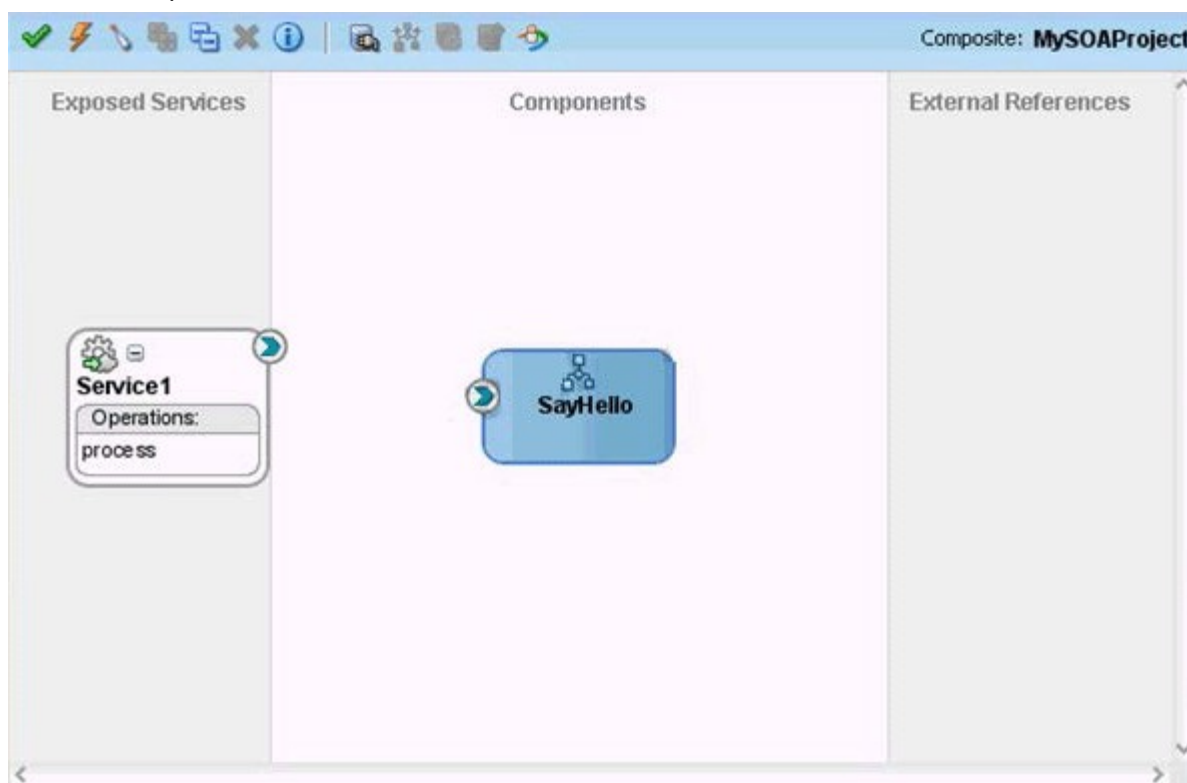 Composite: MySOAProject
Exposed Services
Components
External References
Service1
Operations:
process
SayHello